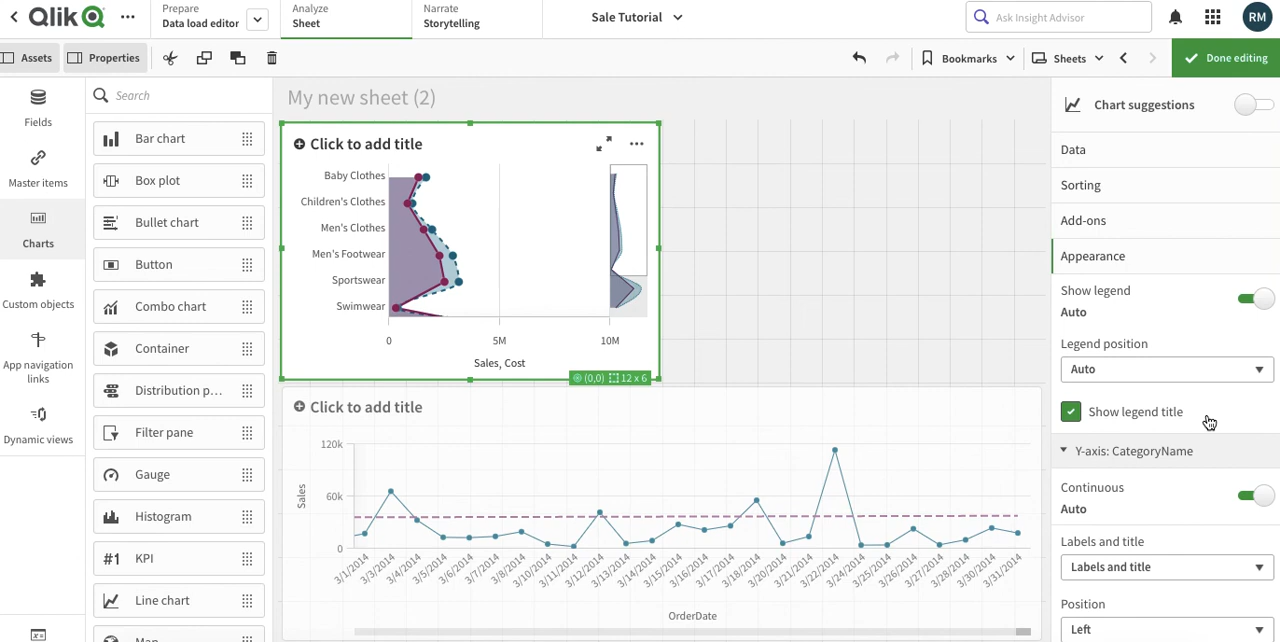 Qlik
Prepare
Data load editor
Analyze
Sheet
Narrate
Storytelling
Sale Tutorial
Ask Insight Advisor
RM
Assets
Properties
Bookmarks
Sheets
Done editing
Fields
Master items
Charts
Custom objects
App navigation
links
Dynamic views
Search
Bar chart
Box plot
Bullet chart
Button
Combo chart
Container
Distribution p...
Filter pane
Gauge
Histogram
#1 KPI
Line chart
My new sheet (2)
Click to add title
Baby Clothes
Children's Clothes
Men's Clothes
Men's Footwear
Sportswear
Swimwear
0 5M 10M
Sales, Cost
(0,0) 12 x 6
Click to add title
120k
60k
0
Sales
3/1/2014 3/3/2014 3/4/2014 3/5/2014 3/6/2014 3/7/2014 3/8/2014 3/10/2014 3/11/2014 3/12/2014 3/13/2014 3/14/2014 3/15/2014 3/16/2014 3/17/2014 3/18/2014 3/20/2014 3/21/2014 3/22/2014 3/24/2014 3/25/2014 3/26/2014 3/27/2014 3/28/2014 3/30/2014 3/31/2014
OrderDate
Chart suggestions
Data
Sorting
Add-ons
Appearance
Show legend
Auto
Legend position
Auto
Show legend title
Y-axis: CategoryName
Continuous
Auto
Labels and title
Labels and title
Position
Left